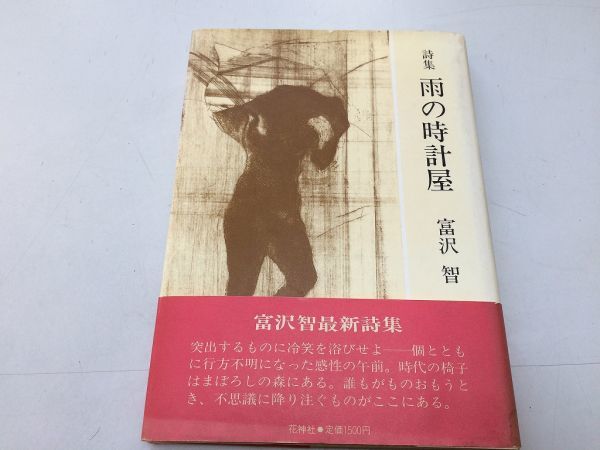 詩集 雨の時計屋
富沢 智
富沢智最新詩集
突出するものに冷笑を浴びせよ——個ととも
に行方不明になった感性の午前。時代の椅子
はまぼろしの森にある。誰もがものおもうと
き、不思議に降り注ぐものがここにある。
花神社●定価1500円